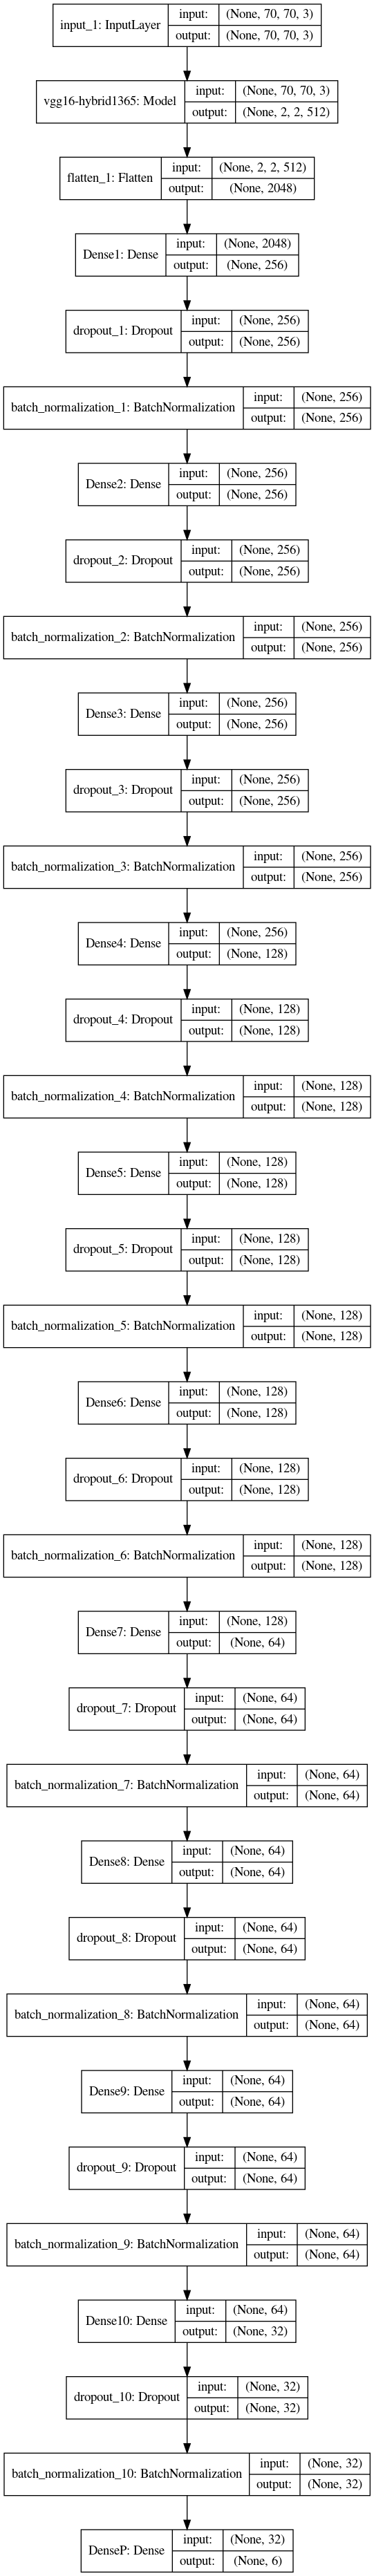 input_1: InputLayer
input: (None, 70, 70, 3)
output: (None, 70, 70, 3)
vgg16-hybrid1365: Model
input: (None, 70, 70, 3)
output: (None, 2, 2, 512)
flatten_1: Flatten
input: (None, 2, 2, 512)
output: (None, 2048)
Dense1: Dense
input: (None, 2048)
output: (None, 256)
dropout_1: Dropout
input: (None, 256)
output: (None, 256)
batch_normalization_1: BatchNormalization
input: (None, 256)
output: (None, 256)
Dense2: Dense
input: (None, 256)
output: (None, 256)
dropout_2: Dropout
input: (None, 256)
output: (None, 256)
batch_normalization_2: BatchNormalization
input: (None, 256)
output: (None, 256)
Dense3: Dense
input: (None, 256)
output: (None, 256)
dropout_3: Dropout
input: (None, 256)
output: (None, 256)
batch_normalization_3: BatchNormalization
input: (None, 256)
output: (None, 256)
Dense4: Dense
input: (None, 256)
output: (None, 128)
dropout_4: Dropout
input: (None, 128)
output: (None, 128)
batch_normalization_4: BatchNormalization
input: (None, 128)
output: (None, 128)
Dense5: Dense
input: (None, 128)
output: (None, 128)
dropout_5: Dropout
input: (None, 128)
output: (None, 128)
batch_normalization_5: BatchNormalization
input: (None, 128)
output: (None, 128)
Dense6: Dense
input: (None, 128)
output: (None, 128)
dropout_6: Dropout
input: (None, 128)
output: (None, 128)
batch_normalization_6: BatchNormalization
input: (None, 128)
output: (None, 128)
Dense7: Dense
input: (None, 128)
output: (None, 64)
dropout_7: Dropout
input: (None, 64)
output: (None, 64)
batch_normalization_7: BatchNormalization
input: (None, 64)
output: (None, 64)
Dense8: Dense
input: (None, 64)
output: (None, 64)
dropout_8: Dropout
input: (None, 64)
output: (None, 64)
batch_normalization_8: BatchNormalization
input: (None, 64)
output: (None, 64)
Dense9: Dense
input: (None, 64)
output: (None, 64)
dropout_9: Dropout
input: (None, 64)
output: (None, 64)
batch_normalization_9: BatchNormalization
input: (None, 64)
output: (None, 64)
Dense10: Dense
input: (None, 64)
output: (None, 32)
dropout_10: Dropout
input: (None, 32)
output: (None, 32)
batch_normalization_10: BatchNormalization
input: (None, 32)
output: (None, 32)
DenseP: Dense
input: (None, 32)
output: (None, 6)